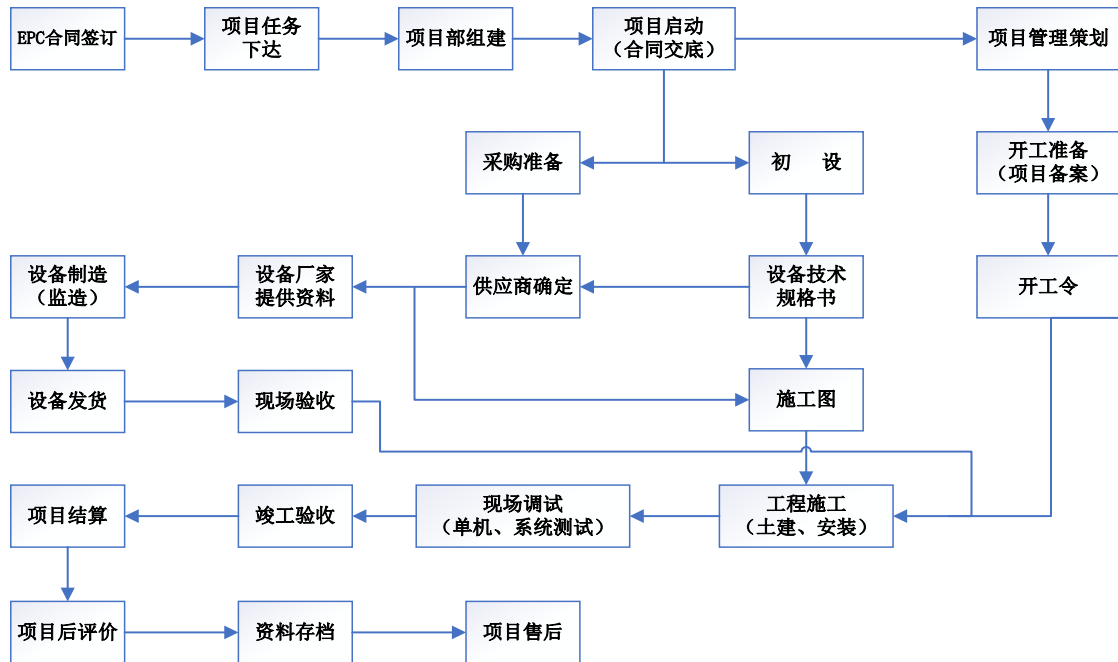 EPC合同签订
项目任务
下达
项目部组建
项目启动
（合同交底）
项目管理策划
采购准备
初 设
开工准备
（项目备案）
设备制造
（监造）
设备厂家
提供资料
供应商确定
设备技术
规格书
开工令
设备发货
现场验收
施工图
项目结算
竣工验收
现场调试
（单机、系统测试）
工程施工
（土建、安装）
项目后评价
资料存档
项目售后